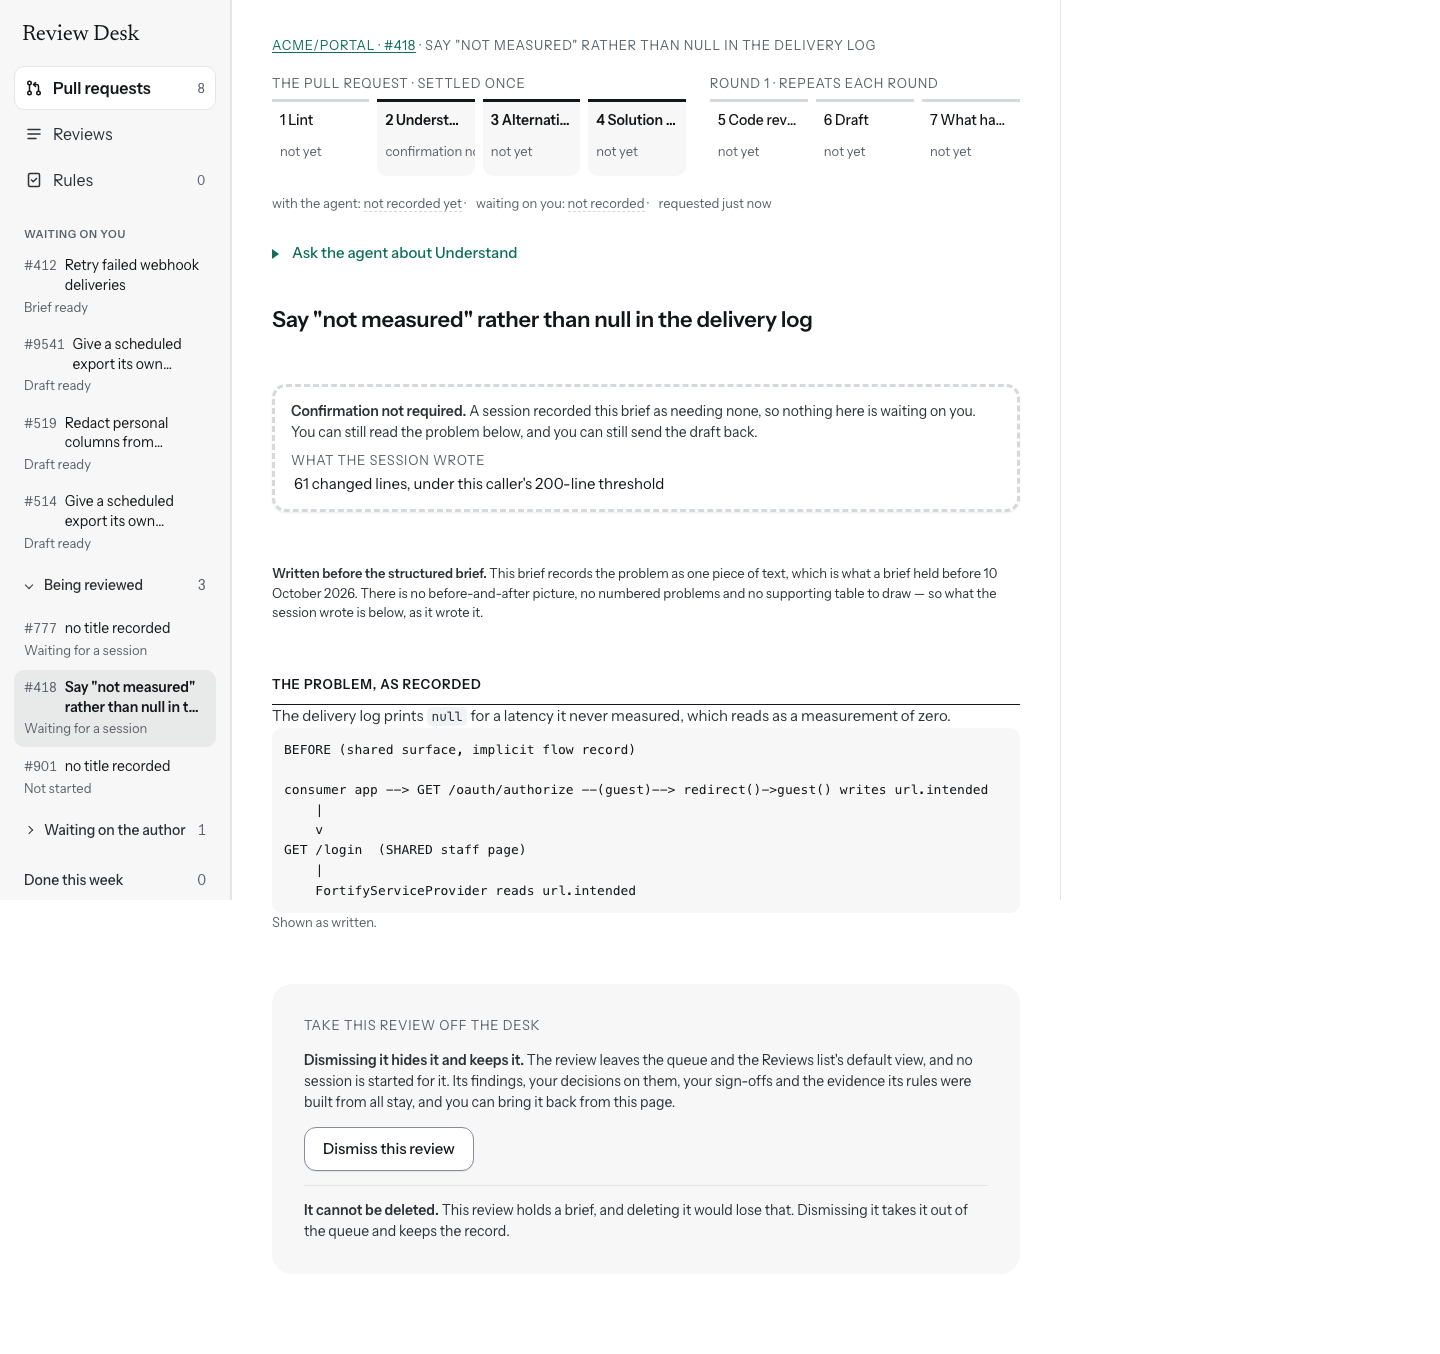 Review Desk
Pull requests 8
Reviews
Rules 0
WAITING ON YOU
#412 Retry failed webhook
deliveries
Brief ready
#9541 Give a scheduled
export its own...
Draft ready
#519 Redact personal
columns from...
Draft ready
#514 Give a scheduled
export its own...
Draft ready
Being reviewed 3
#777 no title recorded
Waiting for a session
#418 Say "not measured"
rather than null in t...
Waiting for a session
#901 no title recorded
Not started
Waiting on the author 1
Done this week 0
ACME/PORTAL · #418 · SAY "NOT MEASURED" RATHER THAN NULL IN THE DELIVERY LOG
THE PULL REQUEST · SETTLED ONCE
1 Lint
not yet
2 Underst...
confirmation no
3 Alternati...
not yet
4 Solution ...
not yet
ROUND 1 · REPEATS EACH ROUND
5 Code rev...
not yet
6 Draft
not yet
7 What ha...
not yet
with the agent: not recorded yet · waiting on you: not recorded · requested just now
Ask the agent about Understand
Say "not measured" rather than null in the delivery log
Confirmation not required. A session recorded this brief as needing none, so nothing here is waiting on you.
You can still read the problem below, and you can still send the draft back.
WHAT THE SESSION WROTE
61 changed lines, under this caller's 200-line threshold
Written before the structured brief. This brief records the problem as one piece of text, which is what a brief held before 10
October 2026. There is no before-and-after picture, no numbered problems and no supporting table to draw — so what the
session wrote is below, as it wrote it.
THE PROBLEM, AS RECORDED
The delivery log prints null for a latency it never measured, which reads as a measurement of zero.
BEFORE (shared surface, implicit flow record)
consumer app --> GET /oauth/authorize --(guest)--> redirect()->guest() writes url.intended
|
v
GET /login  (SHARED staff page)
|
FortifyServiceProvider reads url.intended
Shown as written.
TAKE THIS REVIEW OFF THE DESK
Dismissing it hides it and keeps it. The review leaves the queue and the Reviews list's default view, and no
session is started for it. Its findings, your decisions on them, your sign-offs and the evidence its rules were
built from all stay, and you can bring it back from this page.
Dismiss this review
It cannot be deleted. This review holds a brief, and deleting it would lose that. Dismissing it takes it out of
the queue and keeps the record.